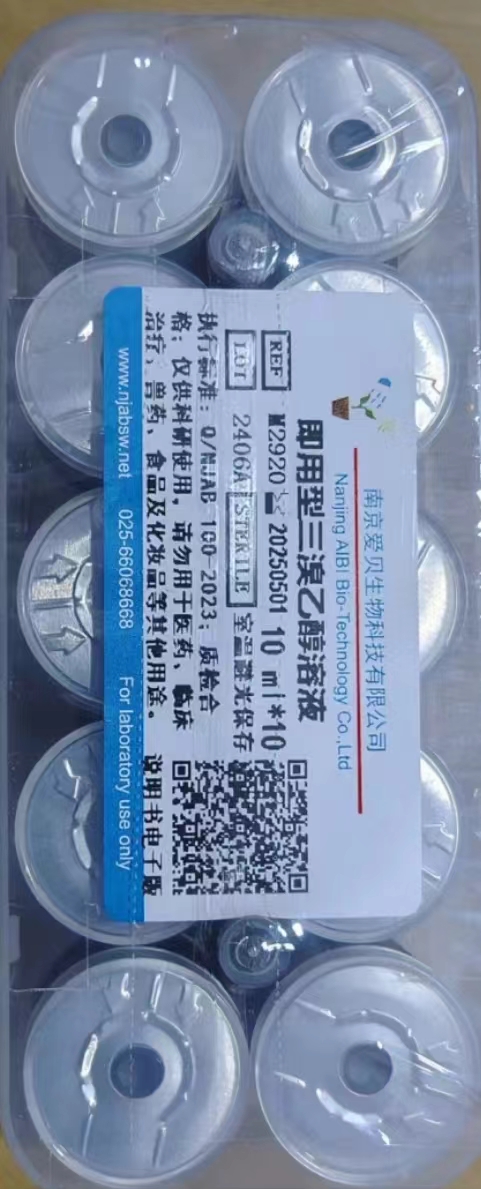 南京爱贝生物科技有限公司
Nanjing AIBI Bio-Technology Co.,Ltd
即用型三溴乙醇溶液
REF M2920 20250501 10 ml*10
LOT 2406A STERILE 室温避光保存
执行标准：Q/NJAB 100-2023；质检合
格；仅供科研使用，请勿用于医药、临床
治疗、兽药、食品及化妆品等其他用途。
说明书电子版
www.njabsw.net 025-66068668 For laboratory use only